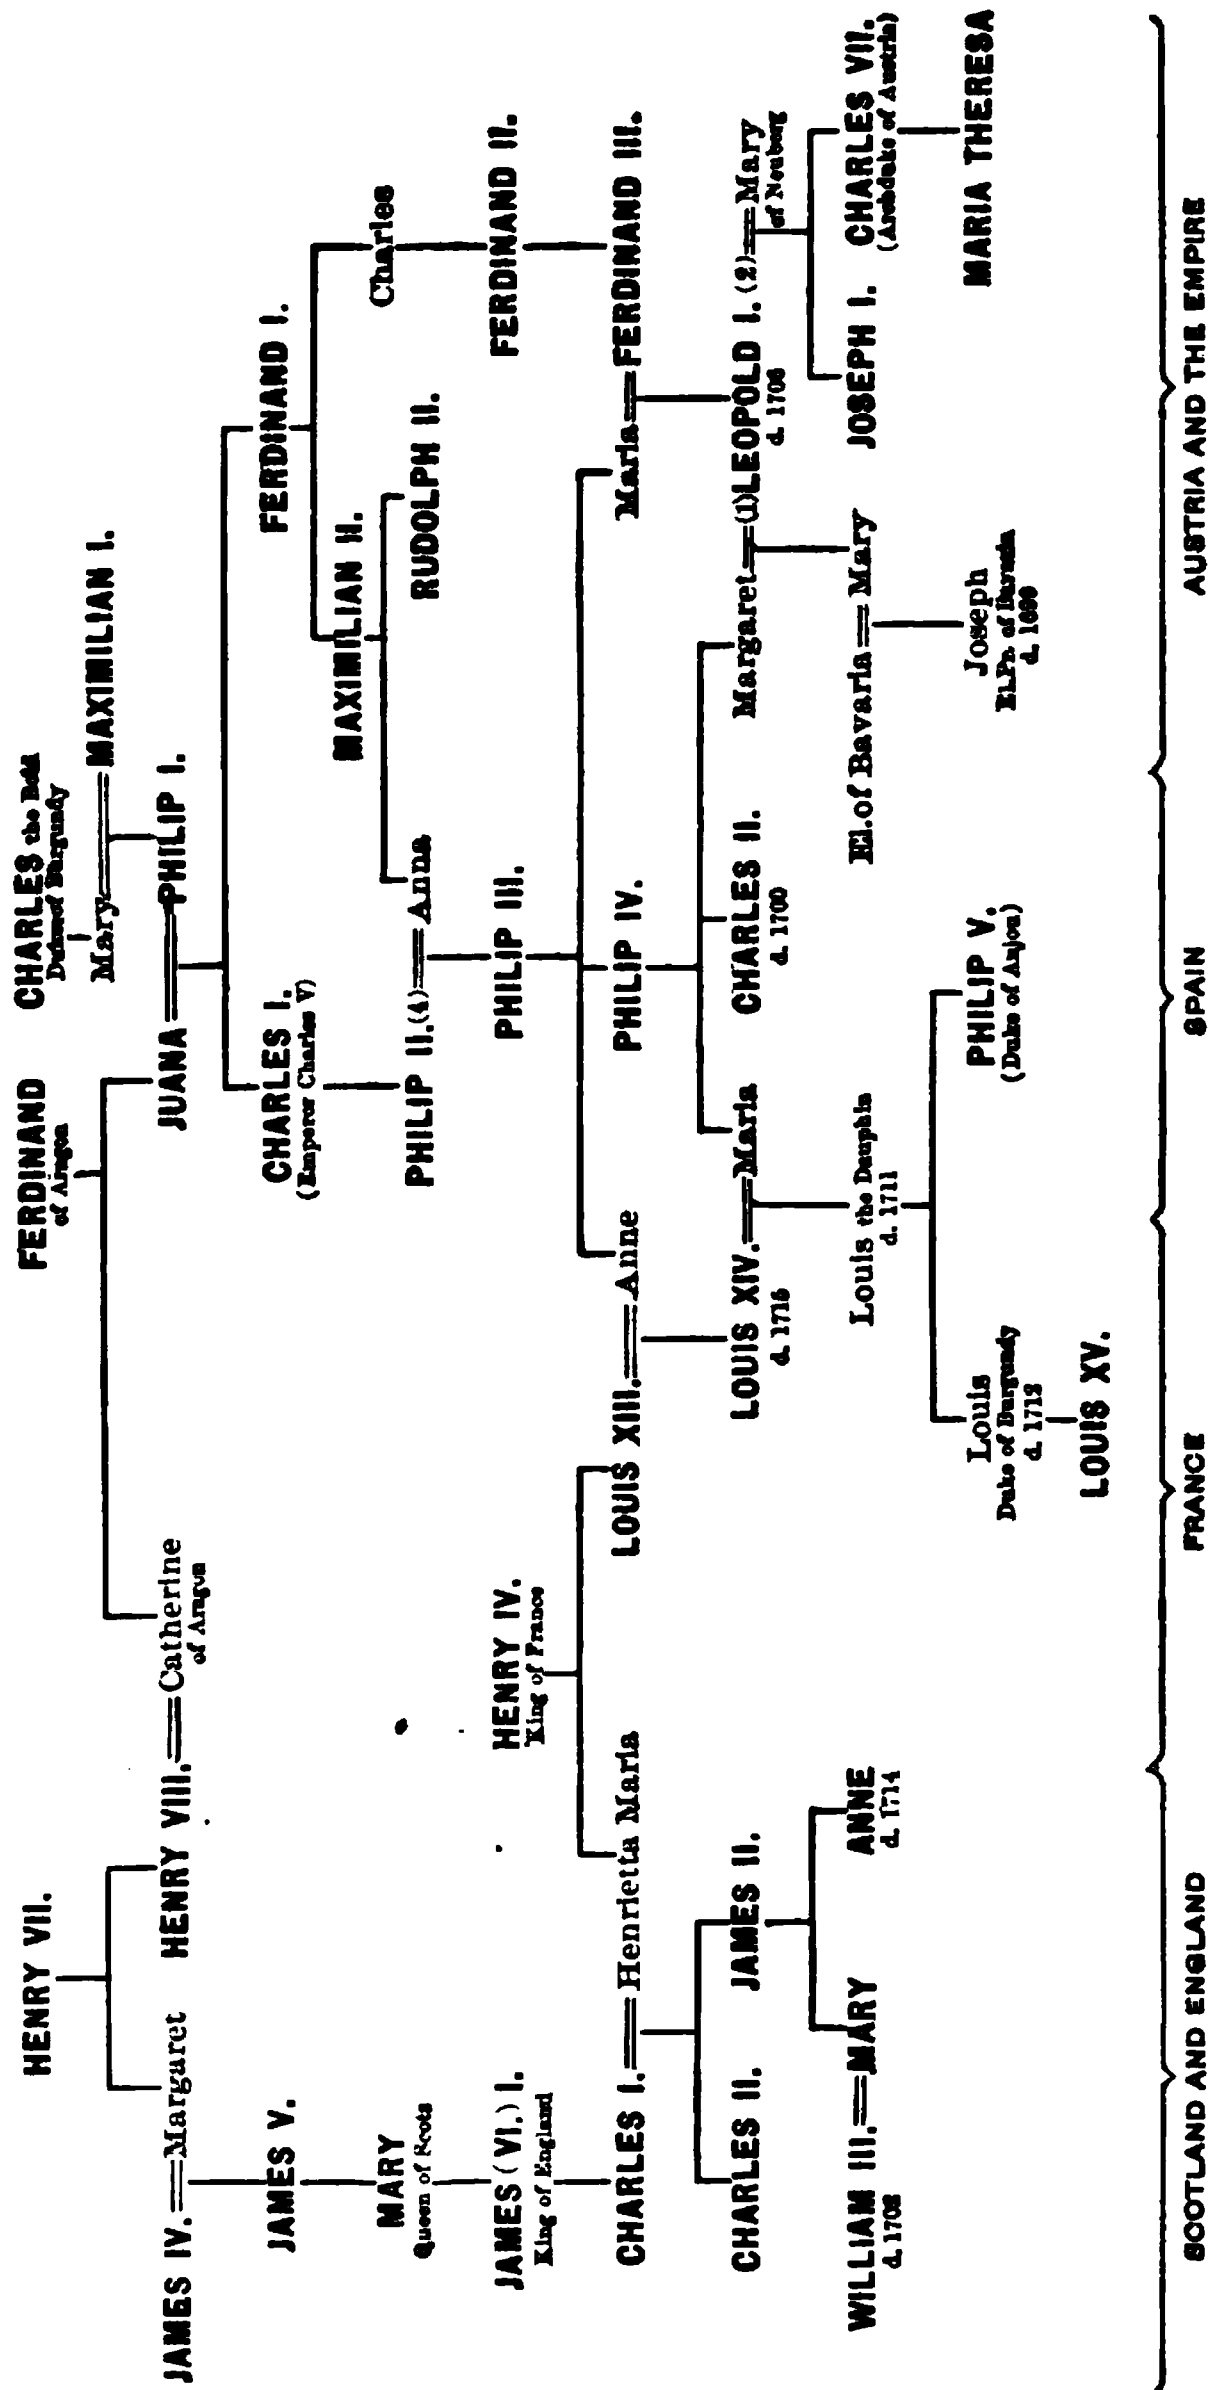 HENRY VII.
FERDINAND
of Aragon
CHARLES the Bold
Duke of Burgundy
Mary
MAXIMILIAN I.
JAMES IV.
Margaret
HENRY VIII.
Catherine
of Aragon
JUANA
PHILIP I.
JAMES V.
CHARLES I.
(Emperor Charles V)
FERDINAND I.
MAXIMILIAN II.
Charles
MARY
Queen of Scots
PHILIP II.(4)
Anna
RUDOLPH II.
JAMES (VI.) I.
King of England
HENRY IV.
King of France
PHILIP III.
FERDINAND II.
CHARLES I.
Henrietta Maria
LOUIS XIII.
Anne
PHILIP IV.
Maria
FERDINAND III.
CHARLES II.
JAMES II.
LOUIS XIV.
d. 1715
Maria
CHARLES II.
d. 1700
Margaret
(1)LEOPOLD I.(2)
d. 1705
Mary
of Neuberg
WILLIAM III.
d. 1702
MARY
ANNE
d. 1714
Louis the Dauphin
d. 1711
El. of Bavaria
Mary
JOSEPH I.
CHARLES VII.
(Archduke of Austria)
Louis
Duke of Burgundy
d. 1712
PHILIP V.
(Duke of Anjou)
Joseph
El.Pr. of Bavaria
d. 1699
MARIA THERESA
LOUIS XV.
SCOTLAND AND ENGLAND
FRANCE
SPAIN
AUSTRIA AND THE EMPIRE